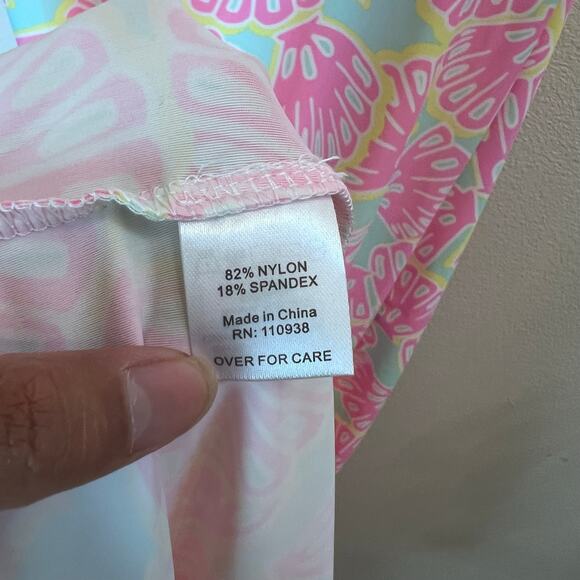 82% NYLON
18% SPANDEX
Made in China
RN: 110938
OVER FOR CARE